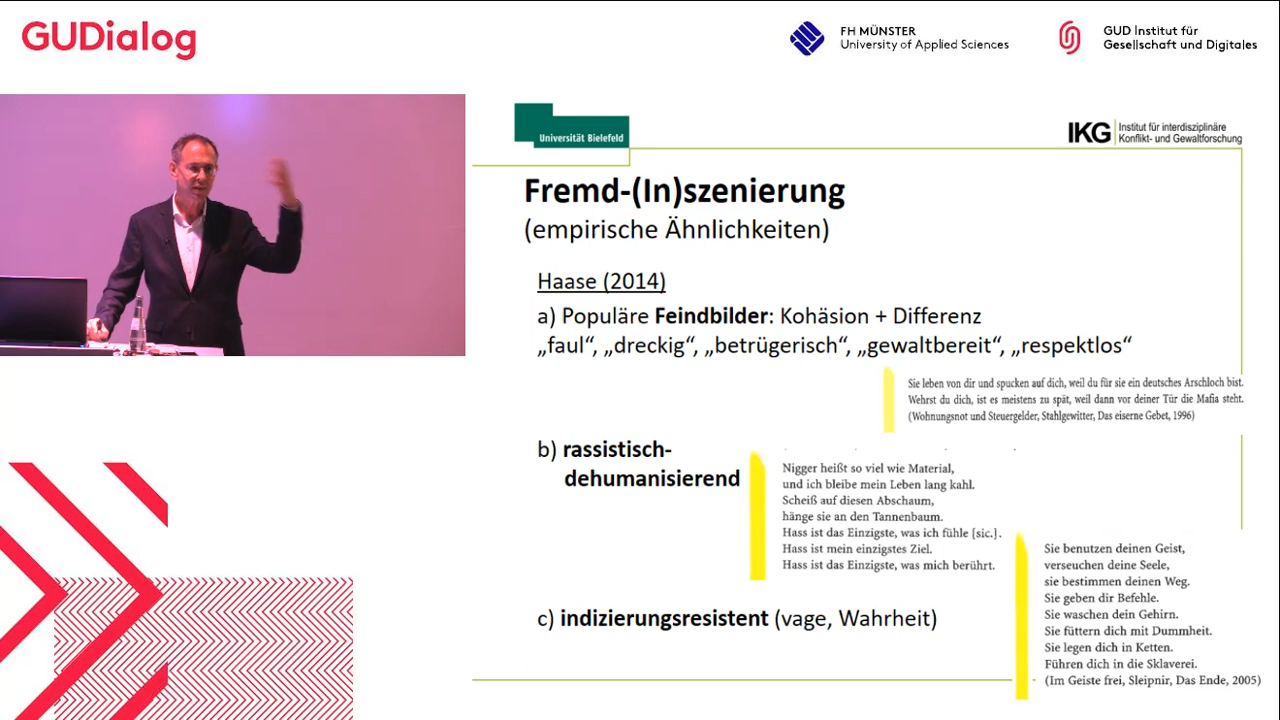 GUDialog
FH MÜNSTER
University of Applied Sciences
GUD Institut für
Gesellschaft und Digitales
Universität Bielefeld
IKG
Institut für interdisziplinäre
Konflikt- und Gewaltforschung
Fremd-(In)szenierung
(empirische Ähnlichkeiten)
Haase (2014)
a) Populäre Feindbilder: Kohäsion + Differenz
„faul“, „dreckig“, „betrügerisch“, „gewaltbereit“, „respektlos“
Sie leben von dir und spucken auf dich, weil du für sie ein deutsches Arschloch bist.
Wehrst du dich, ist es meistens zu spät, weil dann vor deiner Tür die Mafia steht.
(Wohnungsnot und Steuergelder, Stahlgewitter, Das eiserne Gebet, 1996)
b) rassistisch-
dehumanisierend
Nigger heißt so viel wie Material,
und ich bleibe mein Leben lang kahl.
Scheiß auf diesen Abschaum,
hänge sie an den Tannenbaum.
Hass ist das Einzigste, was ich fühle [sic.].
Hass ist mein einzigstes Ziel.
Hass ist das Einzigste, was mich berührt.
c) indizierungsresistent (vage, Wahrheit)
Sie benutzen deinen Geist,
verseuchen deine Seele,
sie bestimmen deinen Weg.
Sie geben dir Befehle.
Sie waschen dein Gehirn.
Sie füttern dich mit Dummheit.
Sie legen dich in Ketten.
Führen dich in die Sklaverei.
(Im Geiste frei, Sleipnir, Das Ende, 2005)